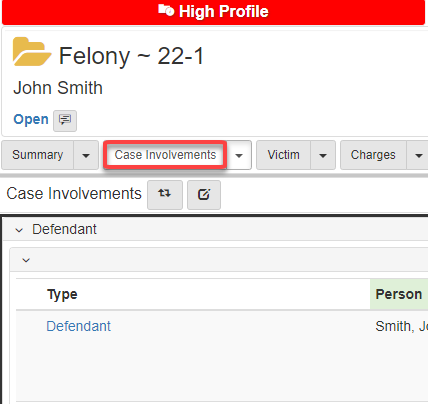 High Profile
Felony ~ 22-1
John Smith
Open
Summary Case Involvements Victim Charges
Case Involvements
Defendant
Type Person
Defendant Smith,